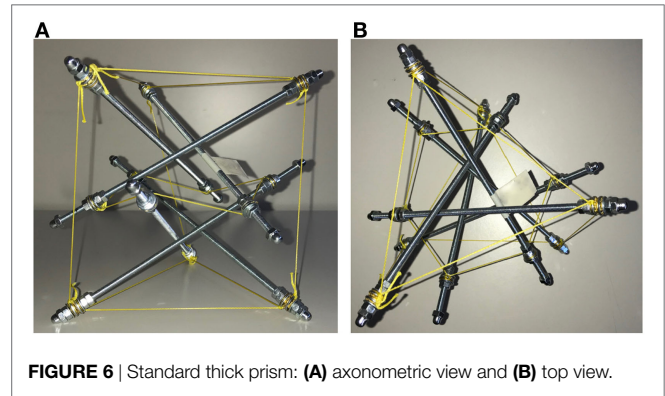 A
B
FIGURE 6 | Standard thick prism: (A) axonometric view and (B) top view.